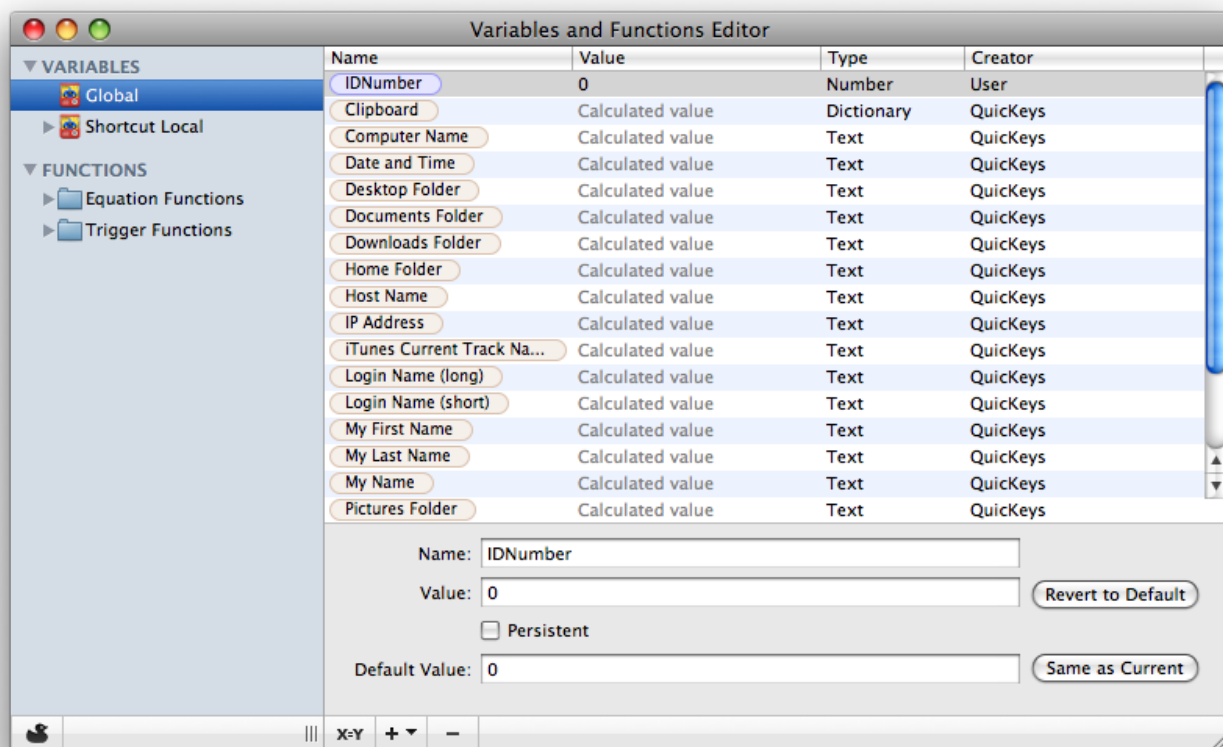 Variables and Functions Editor
VARIABLES
Global
Shortcut Local
FUNCTIONS
Equation Functions
Trigger Functions
Name Value Type Creator
IDNumber 0 Number User
Clipboard Calculated value Dictionary QuicKeys
Computer Name Calculated value Text QuicKeys
Date and Time Calculated value Text QuicKeys
Desktop Folder Calculated value Text QuicKeys
Documents Folder Calculated value Text QuicKeys
Downloads Folder Calculated value Text QuicKeys
Home Folder Calculated value Text QuicKeys
Host Name Calculated value Text QuicKeys
IP Address Calculated value Text QuicKeys
iTunes Current Track Na... Calculated value Text QuicKeys
Login Name (long) Calculated value Text QuicKeys
Login Name (short) Calculated value Text QuicKeys
My First Name Calculated value Text QuicKeys
My Last Name Calculated value Text QuicKeys
My Name Calculated value Text QuicKeys
Pictures Folder Calculated value Text QuicKeys
Name: IDNumber
Value: 0 Revert to Default
Persistent
Default Value: 0 Same as Current
X=Y + −